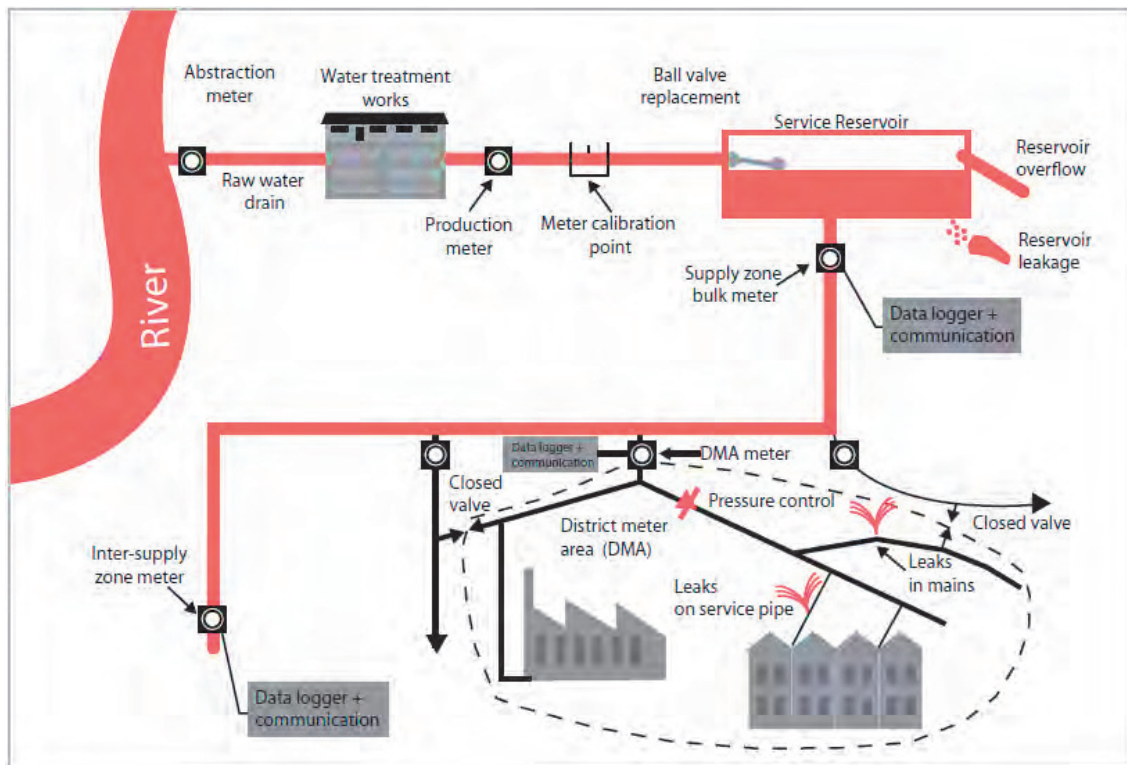 Abstraction
meter
Water treatment
works
Ball valve
replacement
Service Reservoir
Reservoir
overflow
Raw water
drain
Production
meter
Meter calibration
point
Reservoir
leakage
Supply zone
bulk meter
River
Data logger +
communication
Data logger +
communication
DMA meter
Closed
valve
Pressure control
District meter
area (DMA)
Closed valve
Inter-supply
zone meter
Leaks
in mains
Leaks
on service pipe
Data logger +
communication